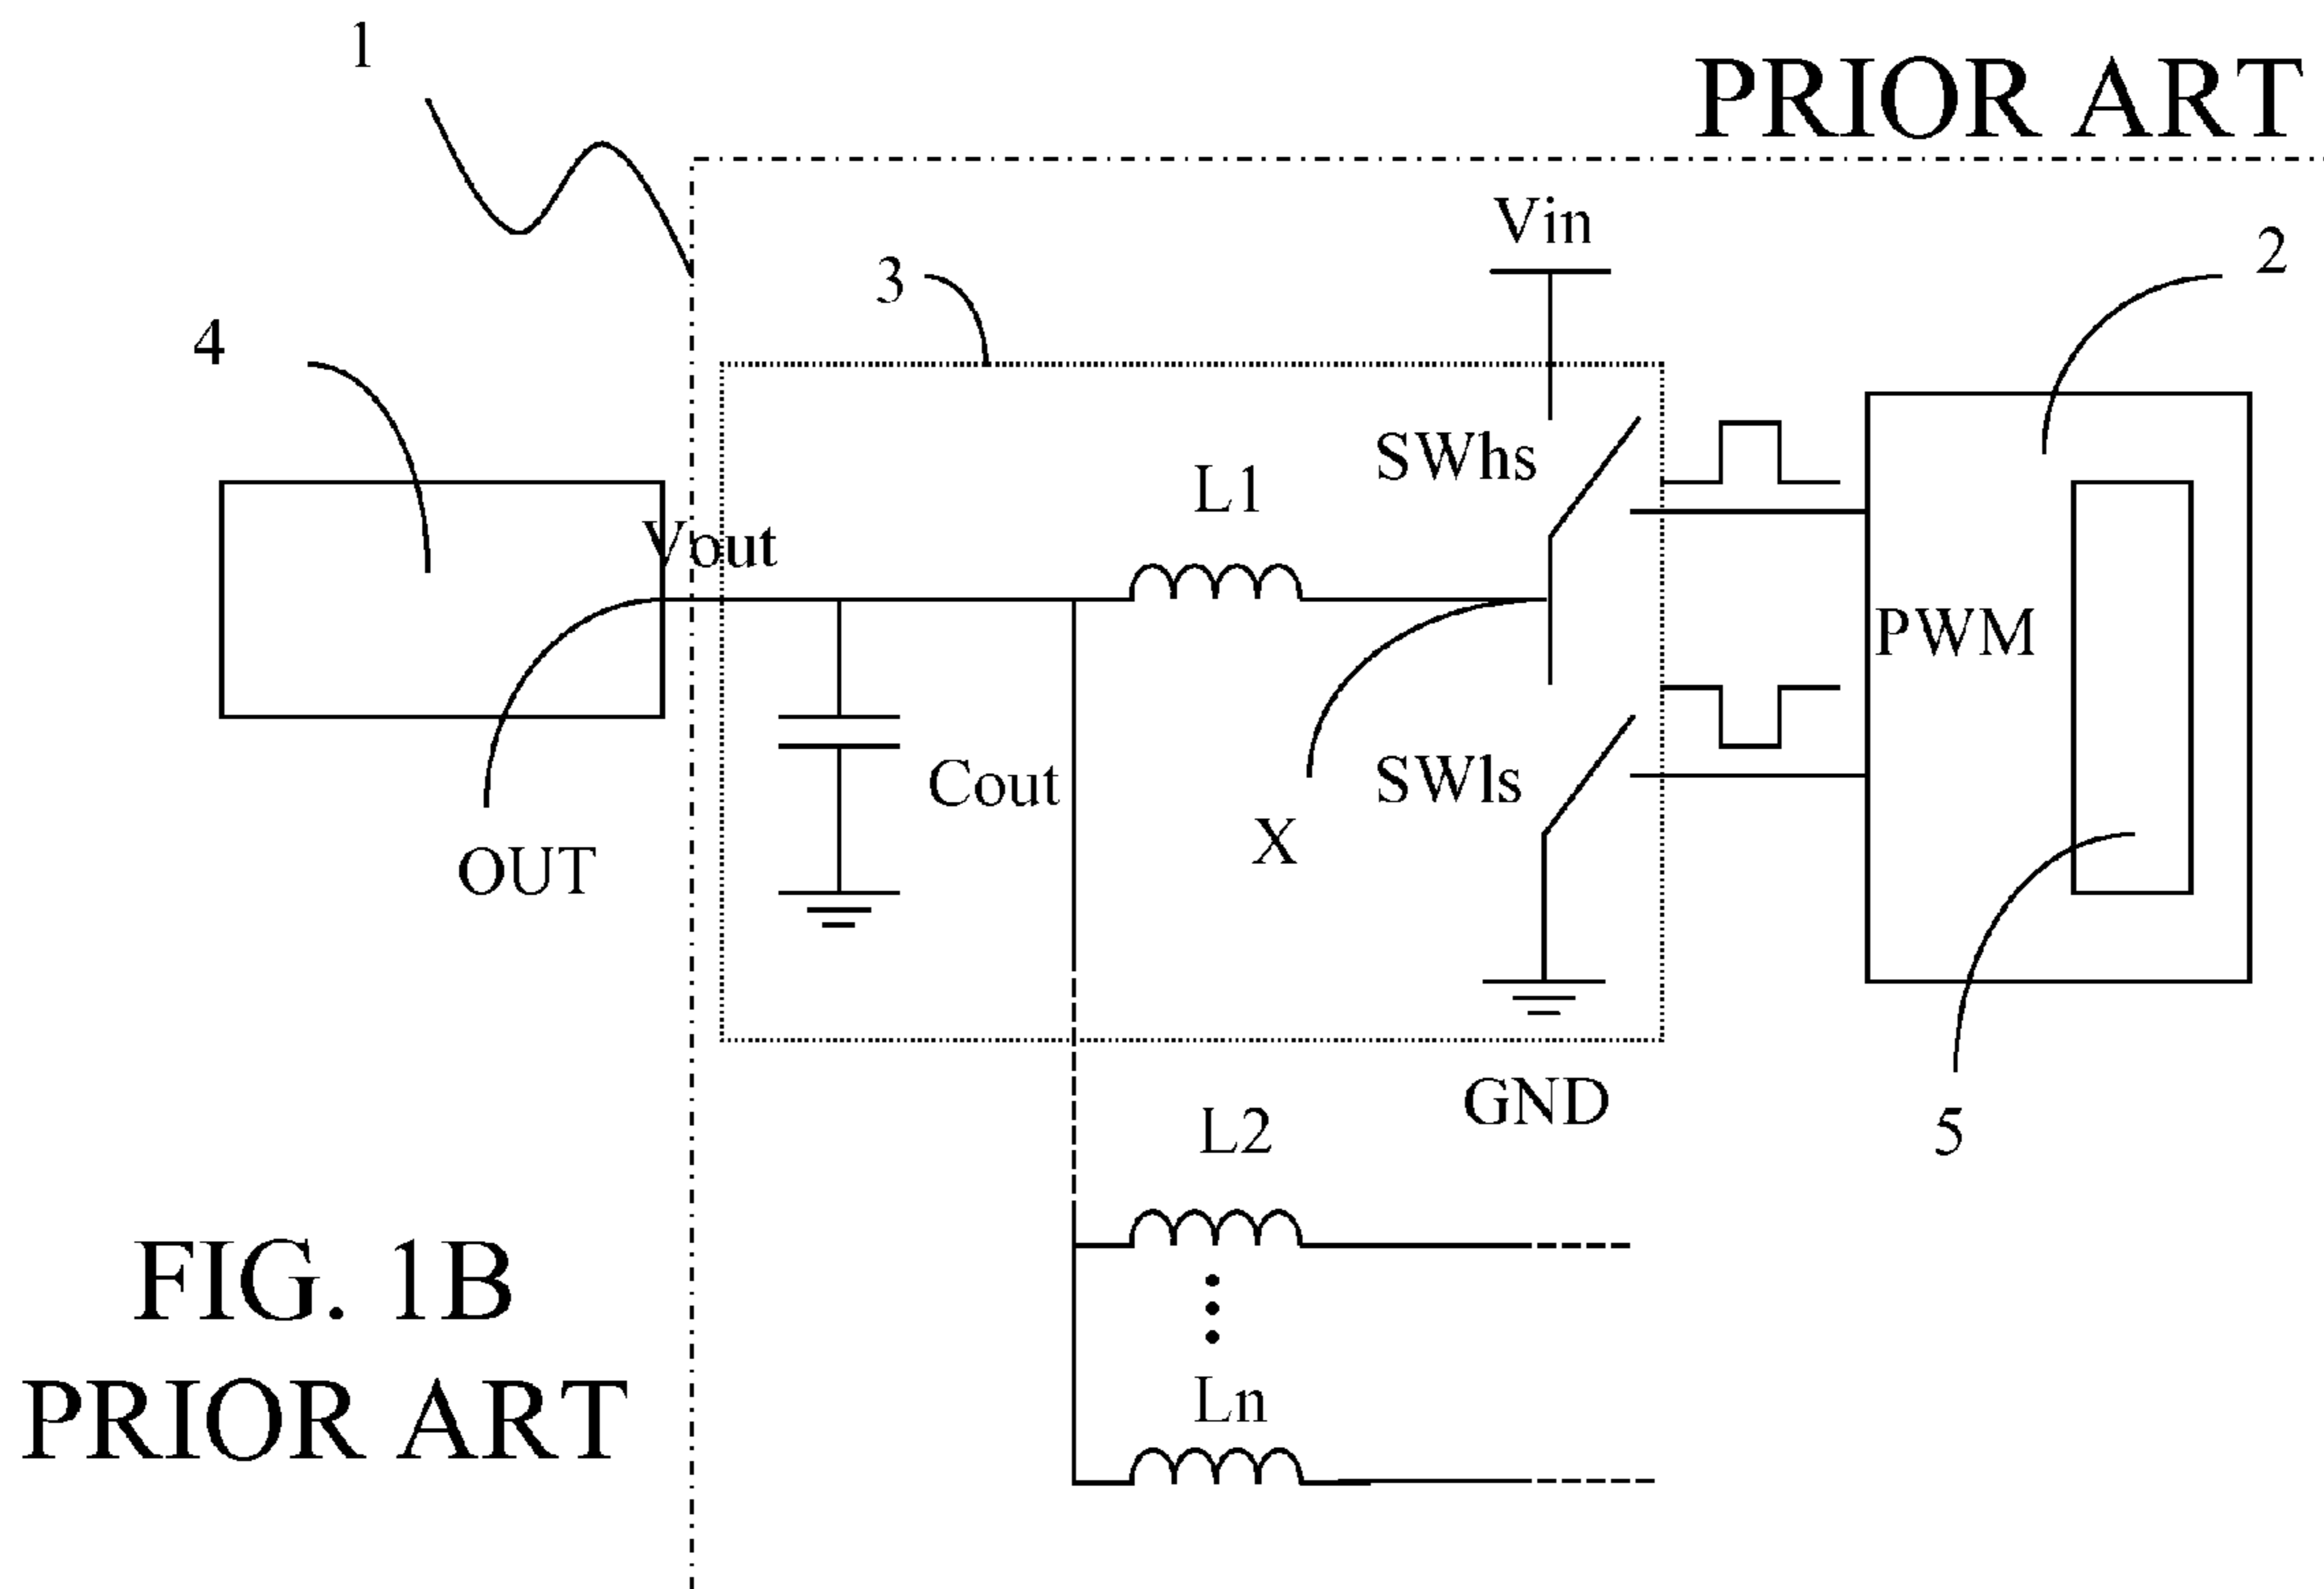 1
PRIOR ART
Vin
2
3
4
SWhs
L1
Vout
PWM
SWls
Cout
X
OUT
GND
L2
5
FIG. 1B
PRIOR ART
Ln